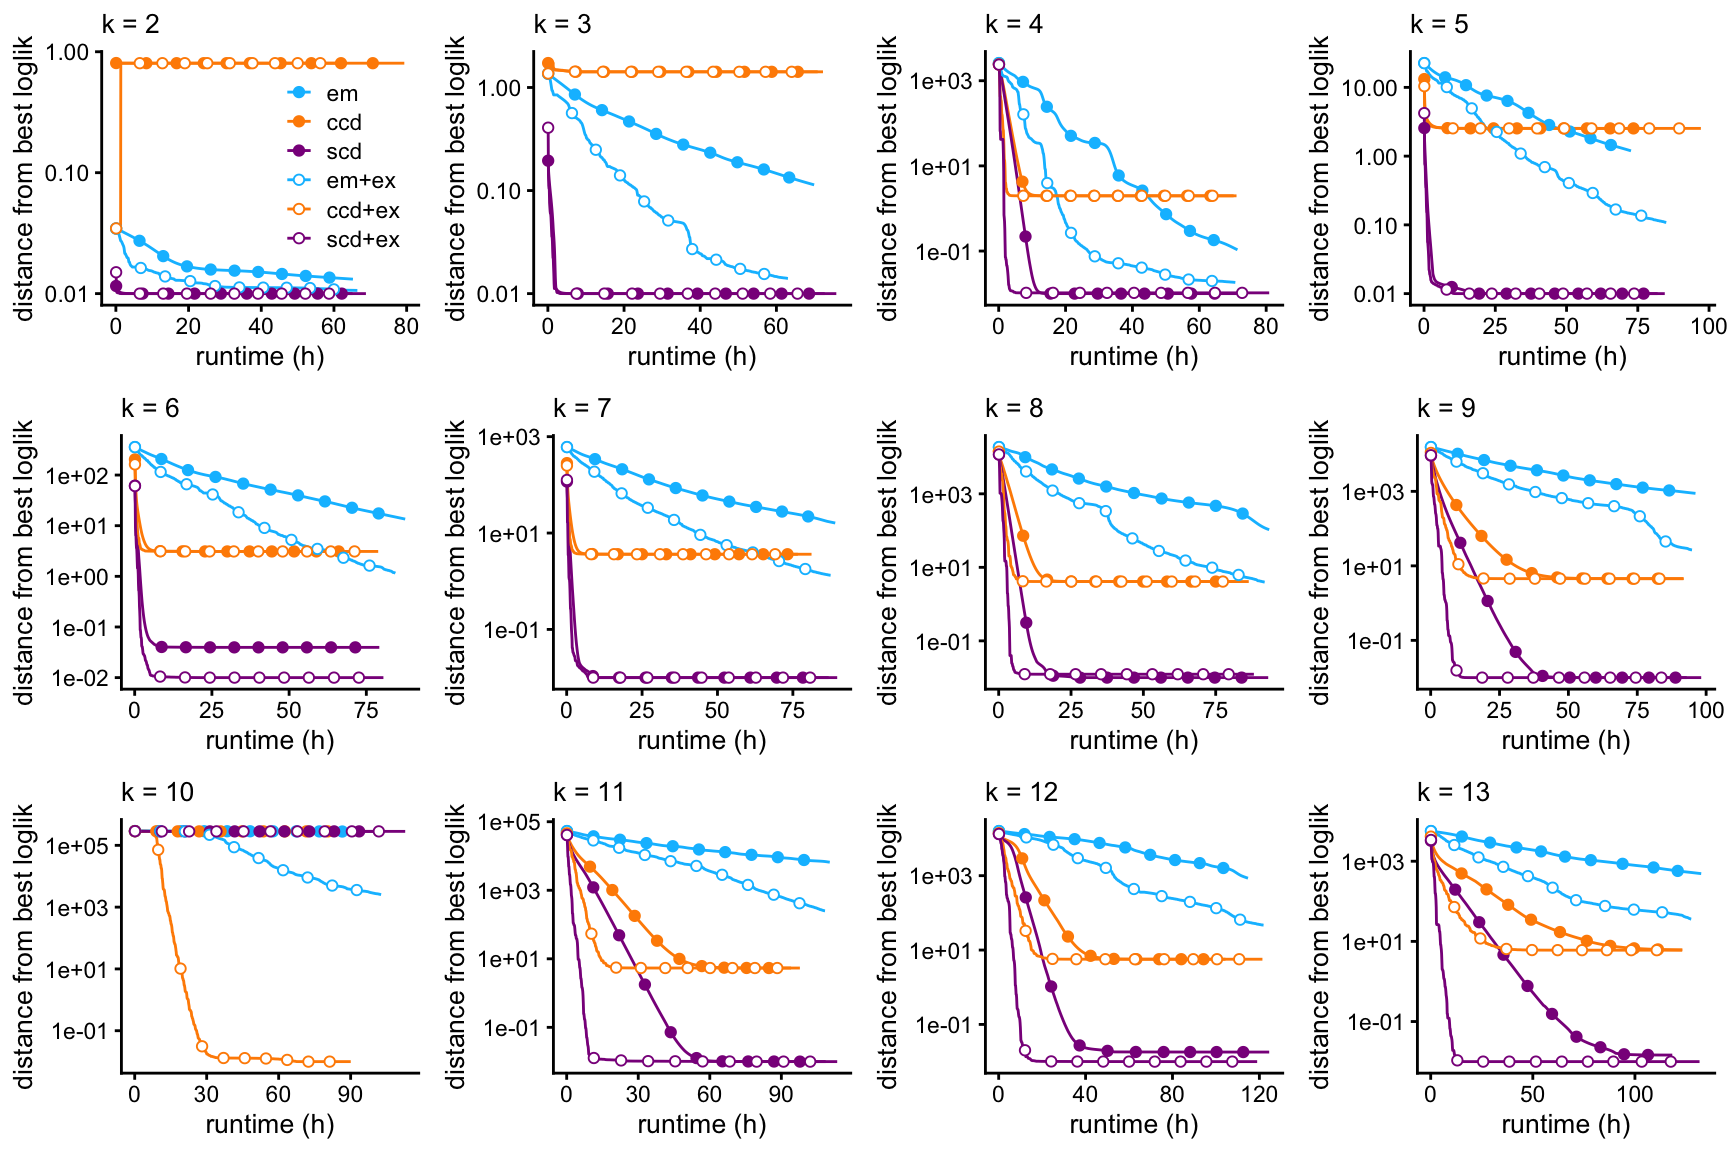 k = 2
distance from best loglik
1.00
0.10
0.01
em
ccd
scd
em+ex
ccd+ex
scd+ex
0 20 40 60 80
runtime (h)
k = 3
distance from best loglik
1.00
0.10
0.01
0 20 40 60
runtime (h)
k = 4
distance from best loglik
1e+03
1e+01
1e-01
0 20 40 60 80
runtime (h)
k = 5
distance from best loglik
10.00
1.00
0.10
0.01
0 25 50 75 100
runtime (h)
k = 6
distance from best loglik
1e+02
1e+01
1e+00
1e-01
1e-02
0 25 50 75
runtime (h)
k = 7
distance from best loglik
1e+03
1e+01
1e-01
0 25 50 75
runtime (h)
k = 8
distance from best loglik
1e+03
1e+01
1e-01
0 25 50 75
runtime (h)
k = 9
distance from best loglik
1e+03
1e+01
1e-01
0 25 50 75 100
runtime (h)
k = 10
distance from best loglik
1e+05
1e+03
1e+01
1e-01
0 30 60 90
runtime (h)
k = 11
distance from best loglik
1e+05
1e+03
1e+01
1e-01
0 30 60 90
runtime (h)
k = 12
distance from best loglik
1e+03
1e+01
1e-01
0 40 80 120
runtime (h)
k = 13
distance from best loglik
1e+03
1e+01
1e-01
0 50 100
runtime (h)